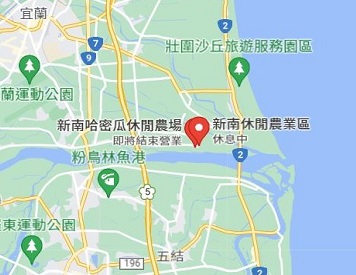 宜蘭
7
9
壯圍沙丘旅遊服務園區
蘭運動公園
新南哈密瓜休閒農場
即將結束營業
新南休閒農業區
休息中
粉鳥林魚港
2
5
東運動公園
196
五結
2